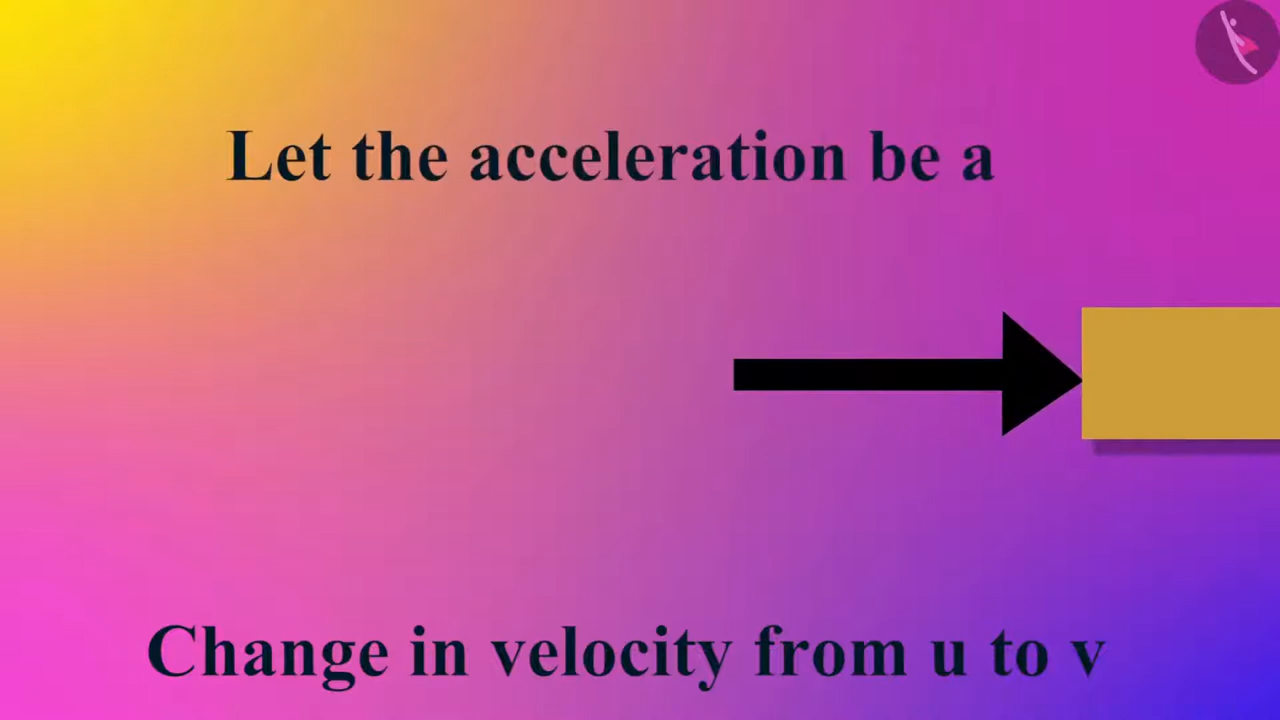 Let the acceleration be a
Change in velocity from u to v